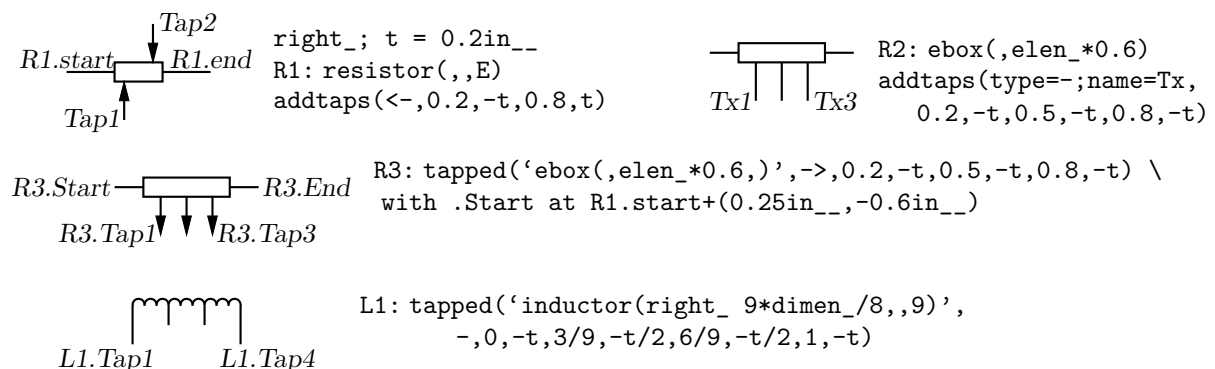 Tap2
R1.start
R1.end
Tap1
right_; t = 0.2in__
R1: resistor(,,E)
addtaps(<-,0.2,-t,0.8,t)
Tx1
Tx3
R2: ebox(,elen_*0.6)
addtaps(type=-;name=Tx,
0.2,-t,0.5,-t,0.8,-t)
R3.Start
R3.End
R3.Tap1
R3.Tap3
R3: tapped(‘ebox(,elen_*0.6,)’,->,0.2,-t,0.5,-t,0.8,-t) \
with .Start at R1.start+(0.25in__,-0.6in__)
L1.Tap1
L1.Tap4
L1: tapped(‘inductor(right_ 9*dimen_/8,,9)’,
-,0,-t,3/9,-t/2,6/9,-t/2,1,-t)